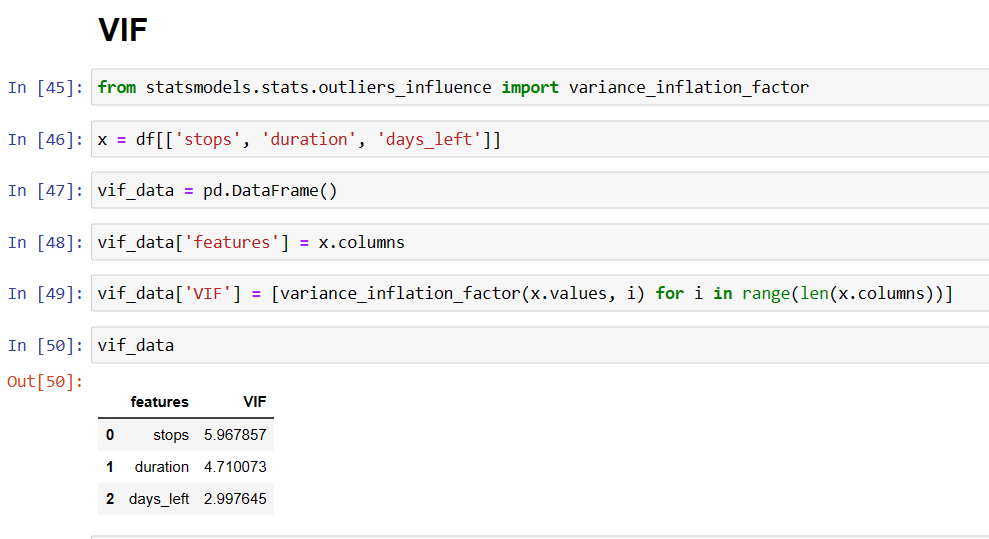 VIF
In [45]: from statsmodels.stats.outliers_influence import variance_inflation_factor
In [46]: x = df[['stops', 'duration', 'days_left']]
In [47]: vif_data = pd.DataFrame()
In [48]: vif_data['features'] = x.columns
In [49]: vif_data['VIF'] = [variance_inflation_factor(x.values, i) for i in range(len(x.columns))]
In [50]: vif_data
Out[50]:
features VIF
0 stops 5.967857
1 duration 4.710073
2 days_left 2.997645